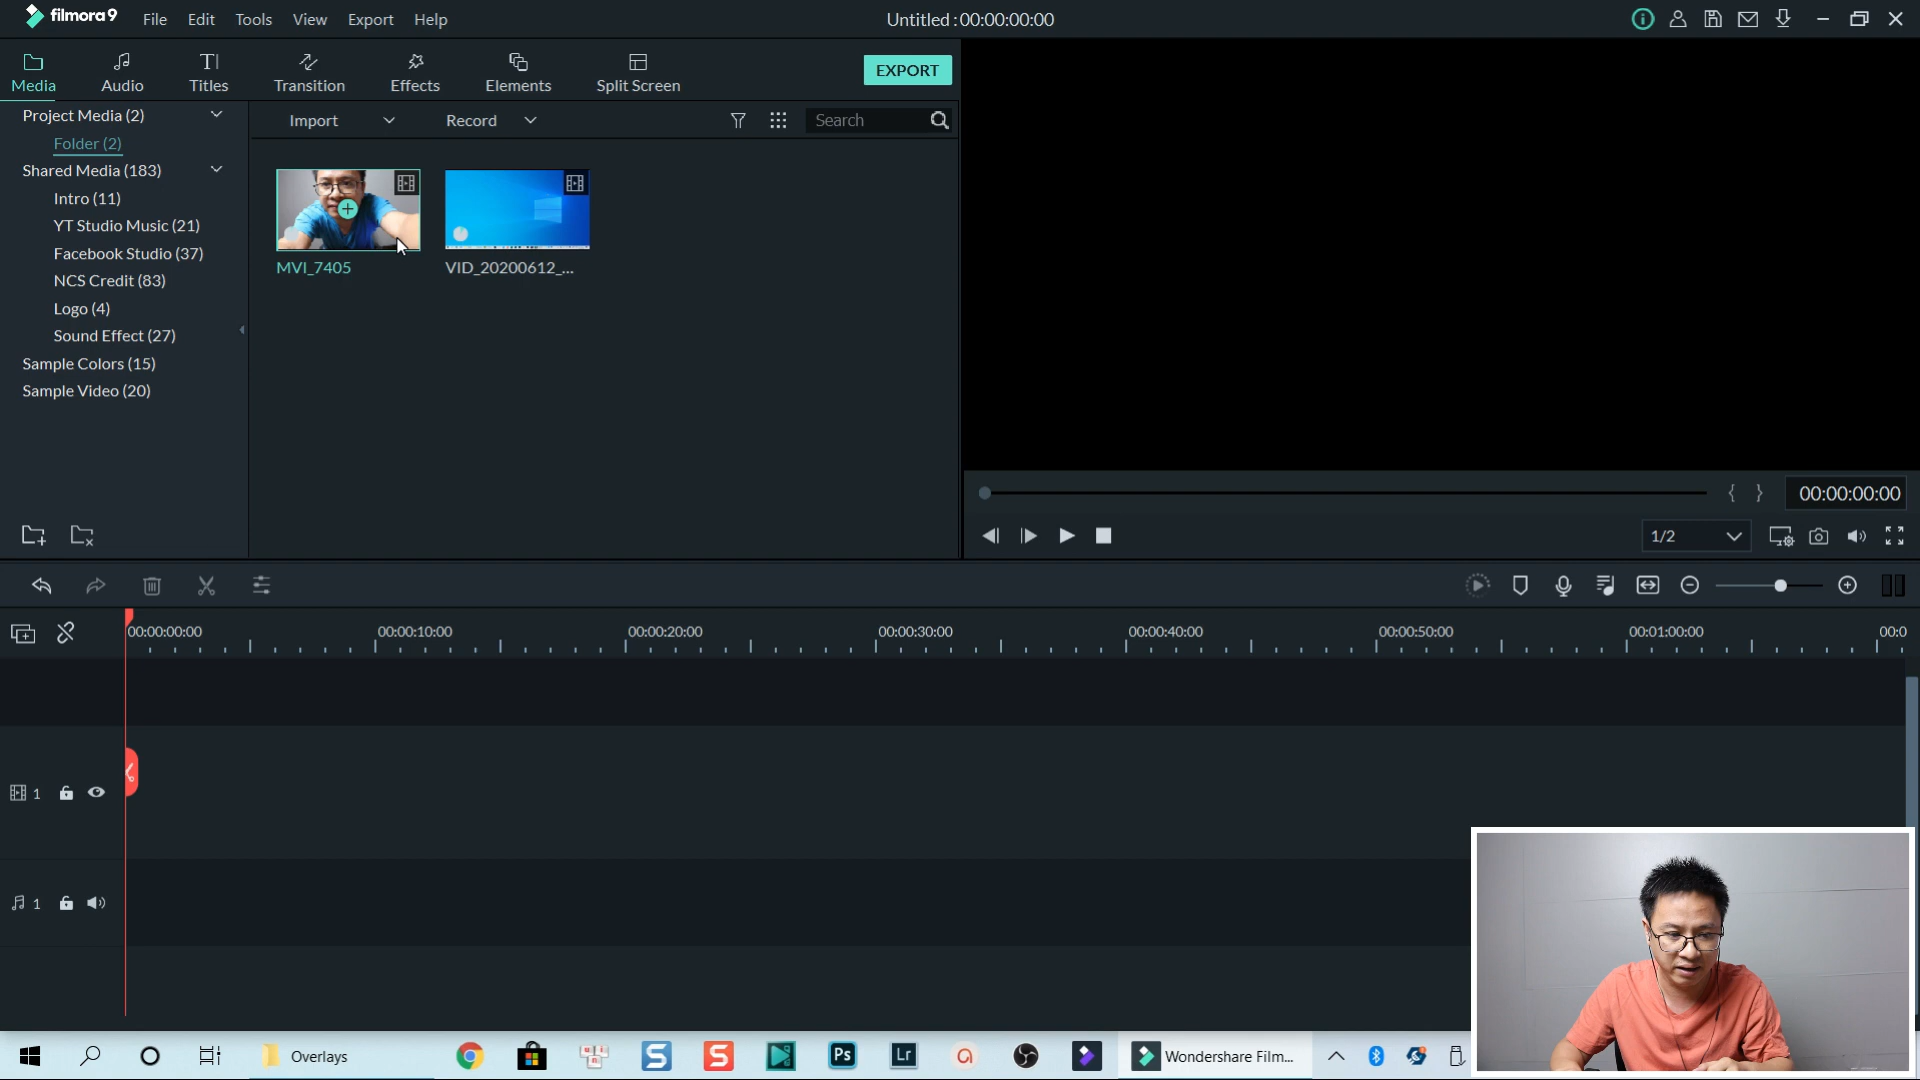 filmora9
File Edit Tools View Export Help
Untitled : 00:00:00:00
Media
Audio
Titles
Transition
Effects
Elements
Split Screen
EXPORT
Project Media (2)
Folder (2)
Shared Media (183)
Intro (11)
YT Studio Music (21)
Facebook Studio (37)
NCS Credit (83)
Logo (4)
Sound Effect (27)
Sample Colors (15)
Sample Video (20)
Import
Record
Search
MVI_7405
VID_20200612_...
00:00:00:00
1/2
00:00:00:00
00:00:10:00
00:00:20:00
00:00:30:00
00:00:40:00
00:00:50:00
00:01:00:00
00:0
1
1
Overlays
S
S
Ps
Lr
Wondershare Film...